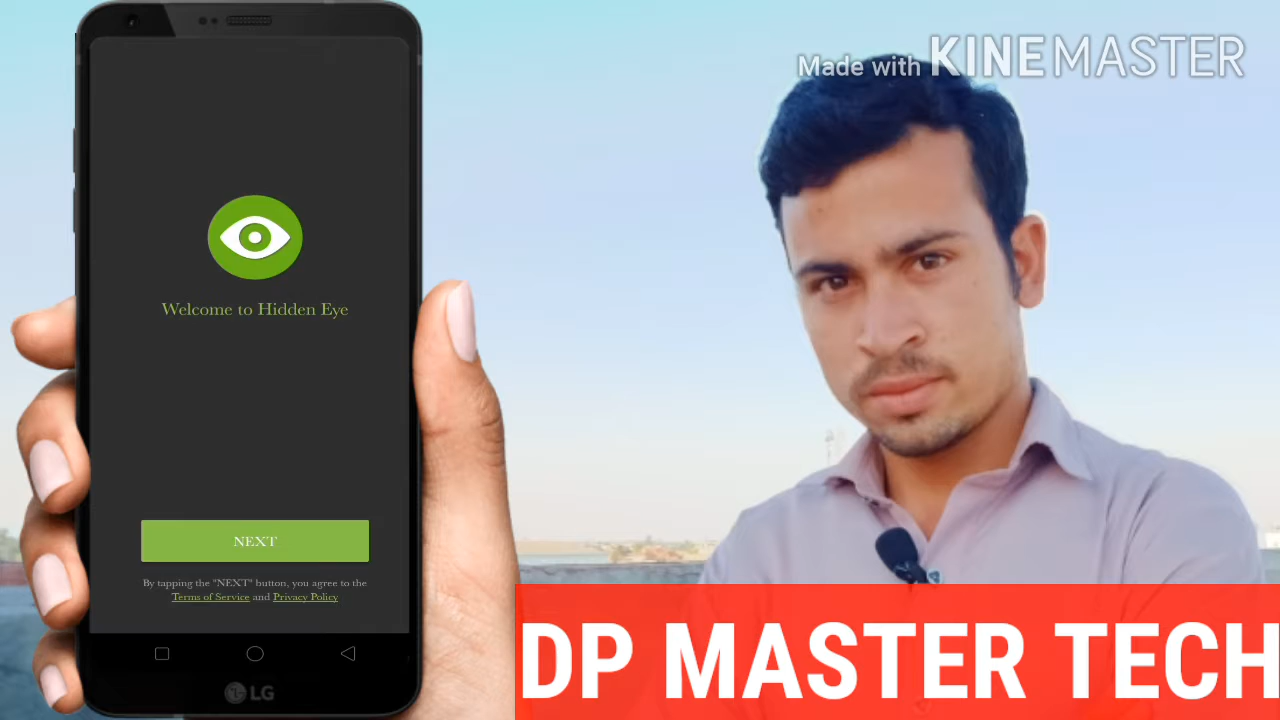 Made with KINEMASTER
Welcome to Hidden Eye
NEXT
By tapping the "NEXT" button, you agree to the
Terms of Service and Privacy Policy
LG
DP MASTER TECH